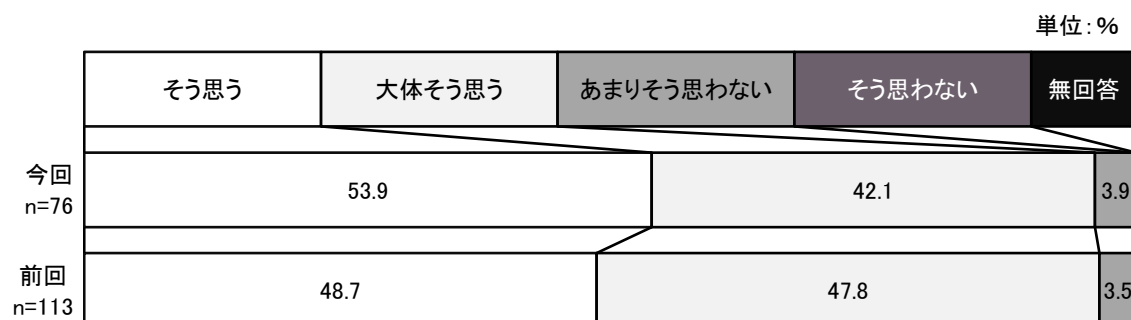 単位:%
そう思う 大体そう思う あまりそう思わない そう思わない 無回答
今回
n=76
53.9 42.1 3.9
前回
n=113
48.7 47.8 3.5